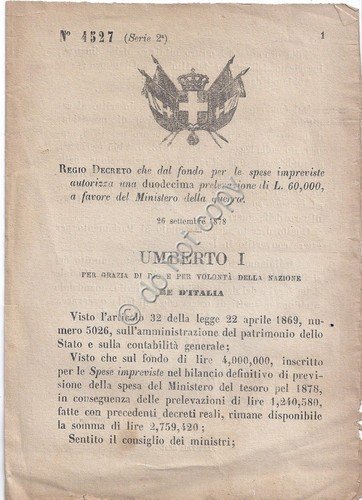 N° 4527 (Serie 2ª) 1
REGIO DECRETO che dal fondo per le spese impreviste
autorizza una duodecima prelevazione di L. 60,000,
a favore del Ministero della guerra.
26 settembre 1878
UMBERTO I
PER GRAZIA DI DIO E PER VOLONTÀ DELLA NAZIONE
RE D'ITALIA
Visto l'articolo 32 della legge 22 aprile 1869, nu-
mero 5026, sull'amministrazione del patrimonio dello
Stato e sulla contabilità generale;
Visto che sul fondo di lire 4,000,000, inscritto
per le Spese impreviste nel bilancio definitivo di previ-
sione della spesa del Ministero del tesoro pel 1878,
in conseguenza delle prelevazioni di lire 1,240,580,
fatte con precedenti decreti reali, rimane disponibile
la somma di lire 2,759,420;
Sentito il consiglio dei ministri;
do not copy